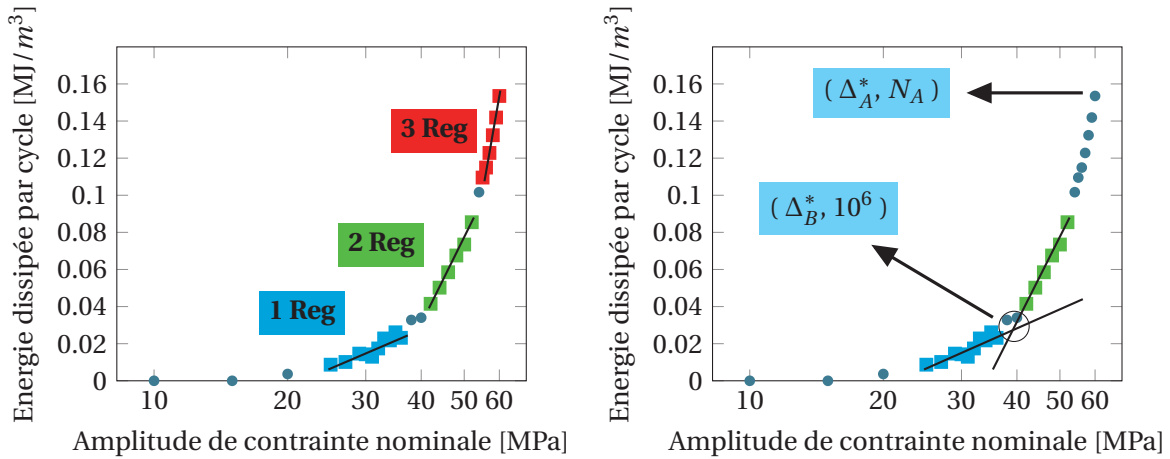 Energie dissipée par cycle [MJ/m³]
0.16
0.14
0.12
0.1
0.08
0.06
0.04
0.02
0
3 Reg
2 Reg
1 Reg
10 20 30 40 50 60
Amplitude de contrainte nominale [MPa]
Energie dissipée par cycle [MJ/m³]
0.16
0.14
0.12
0.1
0.08
0.06
0.04
0.02
0
( Δ*_A, N_A )
( Δ*_B, 10⁶ )
10 20 30 40 50 60
Amplitude de contrainte nominale [MPa]